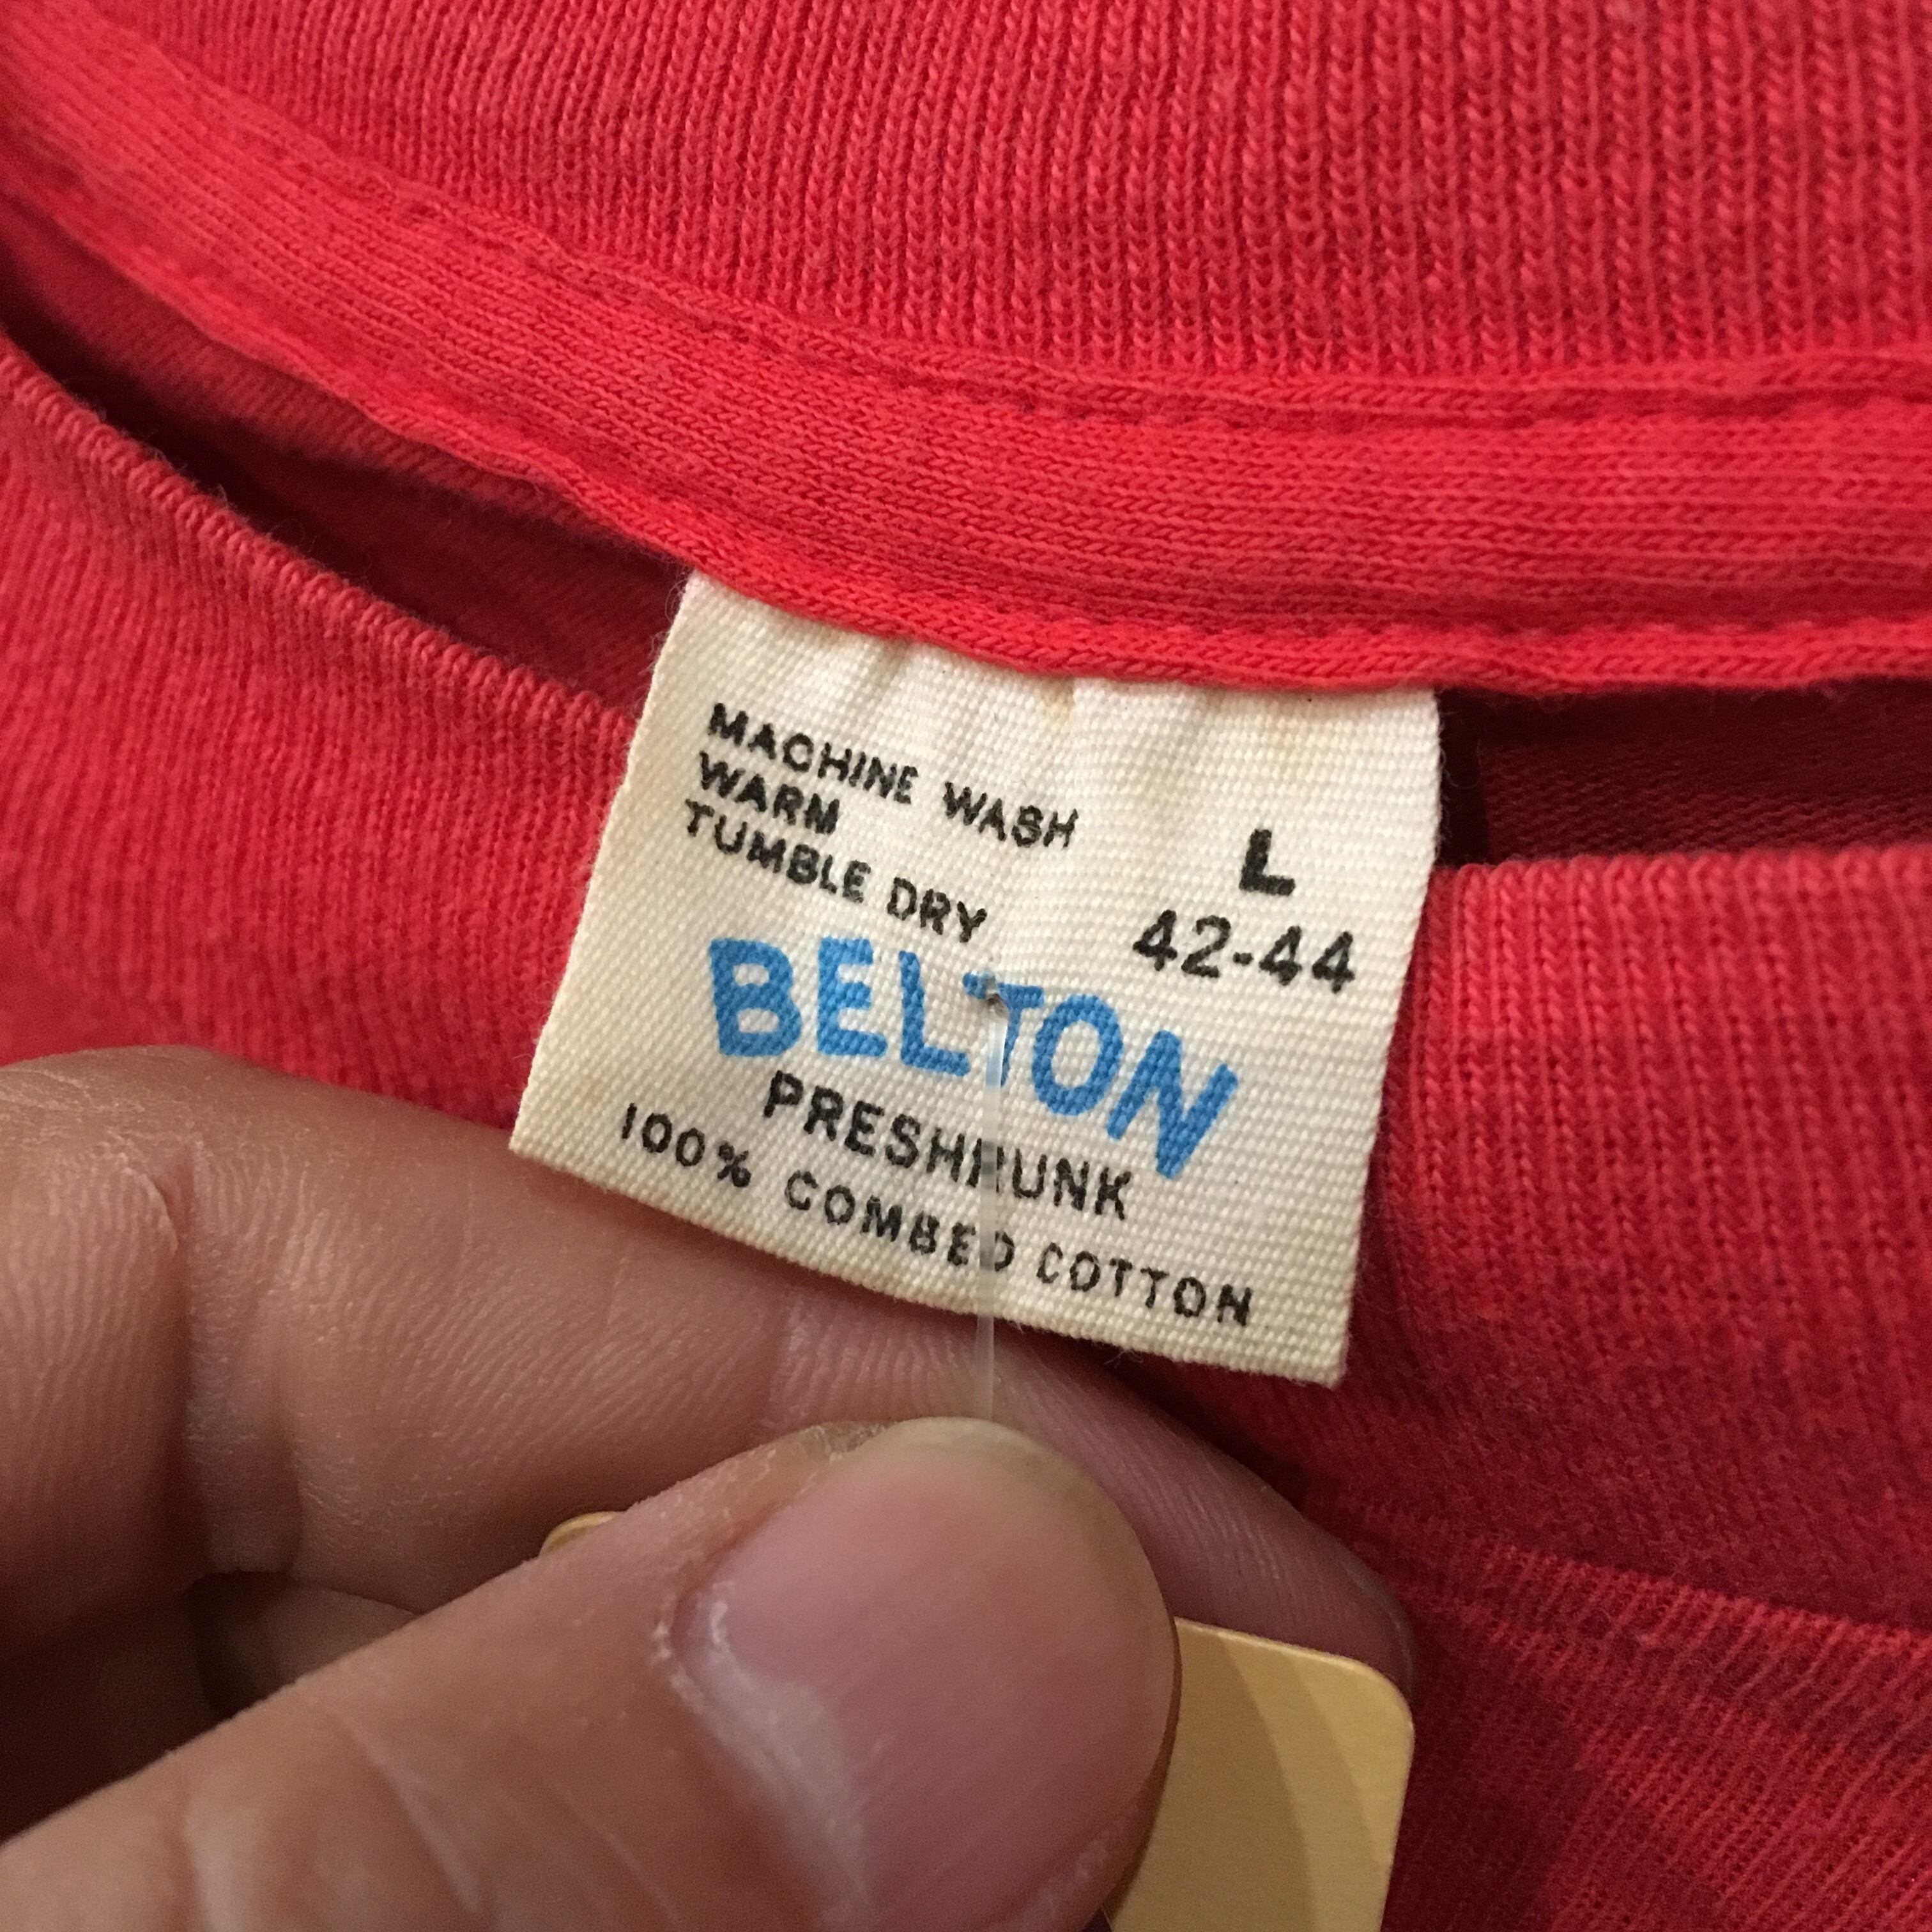 MACHINE WASH
WARM
TUMBLE DRY
L
42-44
BELTON
PRESHRUNK
100% COMBED COTTON